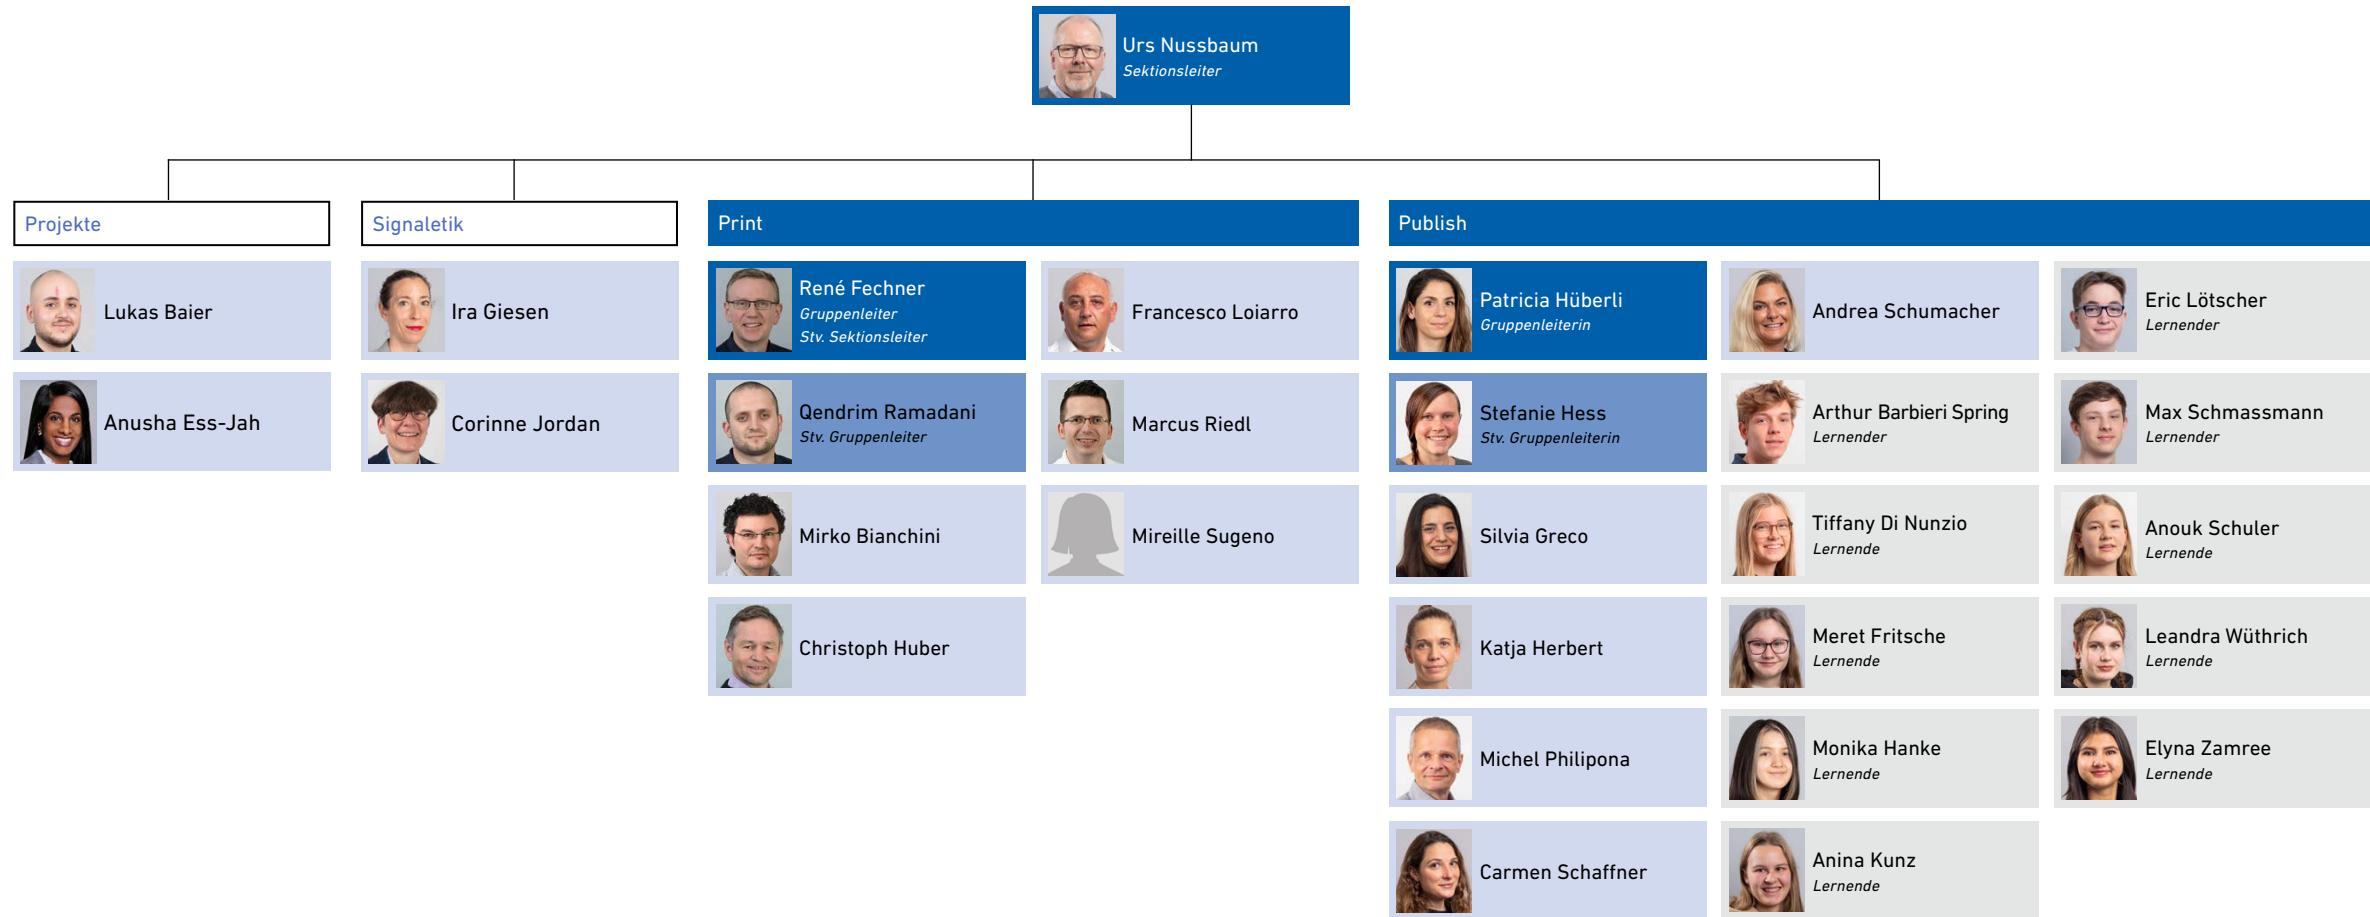 Urs Nussbaum
Sektionsleiter
Projekte
Lukas Baier
Anusha Ess-Jah
Signaletik
Ira Giesen
Corinne Jordan
Print
René Fechner
Gruppenleiter
Stv. Sektionsleiter
Qendrim Ramadani
Stv. Gruppenleiter
Mirko Bianchini
Christoph Huber
Francesco Loiarro
Marcus Riedl
Mireille Sugeno
Publish
Patricia Hüberli
Gruppenleiterin
Stefanie Hess
Stv. Gruppenleiterin
Silvia Greco
Katja Herbert
Michel Philipona
Carmen Schaffner
Andrea Schumacher
Arthur Barbieri Spring
Lernender
Tiffany Di Nunzio
Lernende
Meret Fritsche
Lernende
Monika Hanke
Lernende
Anina Kunz
Lernende
Eric Lötscher
Lernender
Max Schmassmann
Lernender
Anouk Schuler
Lernende
Leandra Wüthrich
Lernende
Elyna Zamree
Lernende